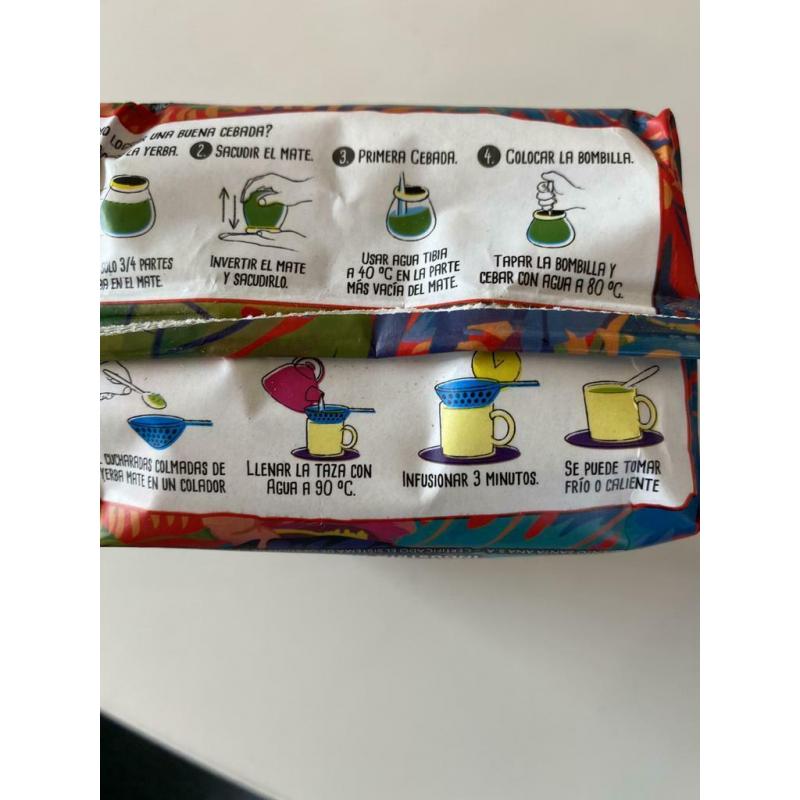 UNA BUENA CEBADA?
LA YERBA.
2. SACUDIR EL MATE.
3. PRIMERA CEBADA.
4. COLOCAR LA BOMBILLA.
3/4 PARTES
EN EL MATE.
INVERTIR EL MATE
Y SACUDIRLO.
USAR AGUA TIBIA
A 40 ºC EN LA PARTE
MÁS VACÍA DEL MATE.
TAPAR LA BOMBILLA Y
CEBAR CON AGUA A 80 ºC.
CUCHARADAS COLMADAS DE
YERBA MATE EN UN COLADOR
LLENAR LA TAZA CON
AGUA A 90 ºC.
INFUSIONAR 3 MINUTOS.
SE PUEDE TOMAR
FRÍO O CALIENTE